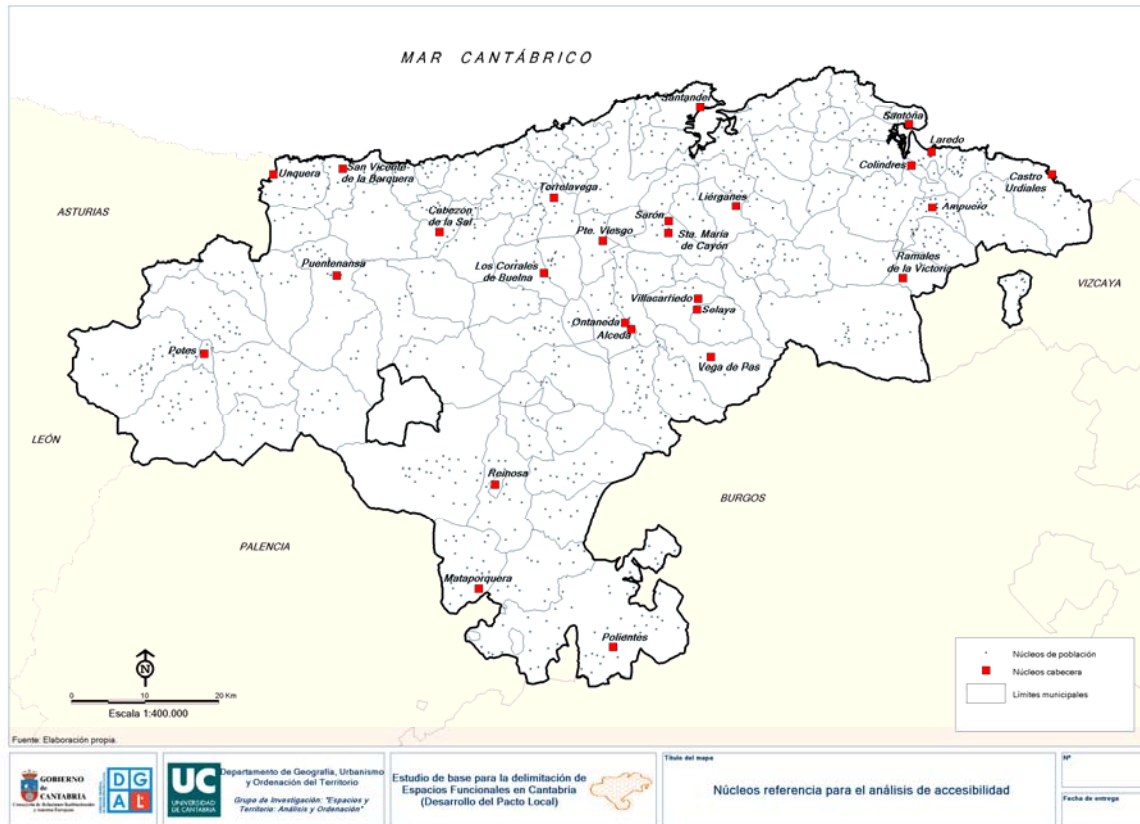 MAR CANTÁBRICO
Santander
Santoña
Laredo
Colindres
Castro
Urdiales
Unquera
San Vicente
de la Barquera
ASTURIAS
Torrelavega
Liérganes
Ampuero
Cabezón
de la Sal
Sarón
Pte. Viesgo
Sta. María
de Cayón
Puentenansa
Los Corrales
de Buelna
Ramales
de la Victoria
VIZCAYA
Villacarriedo
Selaya
Ontaneda
Alceda
Potes
Vega de Pas
LEÓN
Reinosa
BURGOS
PALENCIA
Mataporquera
Polientes
N
0 10 20 Km
Escala 1:400.000
Núcleos de población
Núcleos cabecera
Límites municipales
Fuente: Elaboración propia.
GOBIERNO
de
CANTABRIA
DG
AL
UC
UNIVERSIDAD
DE CANTABRIA
Departamento de Geografía, Urbanismo
y Ordenación del Territorio
Grupo de Investigación: "Espacios y
Territorio: Análisis y Ordenación"
Estudio de base para la delimitación de
Espacios Funcionales en Cantabria
(Desarrollo del Pacto Local)
Título del mapa
Núcleos referencia para el análisis de accesibilidad
Nº
Fecha de entrega